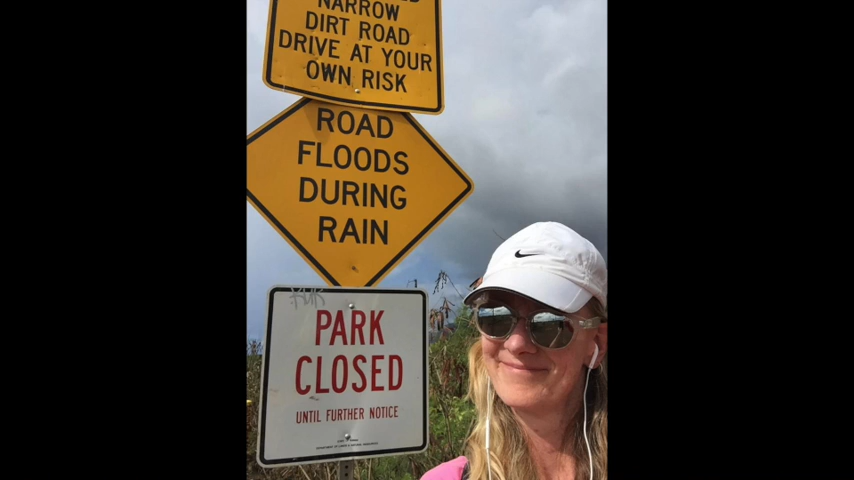 NARROW
DIRT ROAD
DRIVE AT YOUR
OWN RISK
ROAD
FLOODS
DURING
RAIN
PARK
CLOSED
UNTIL FURTHER NOTICE